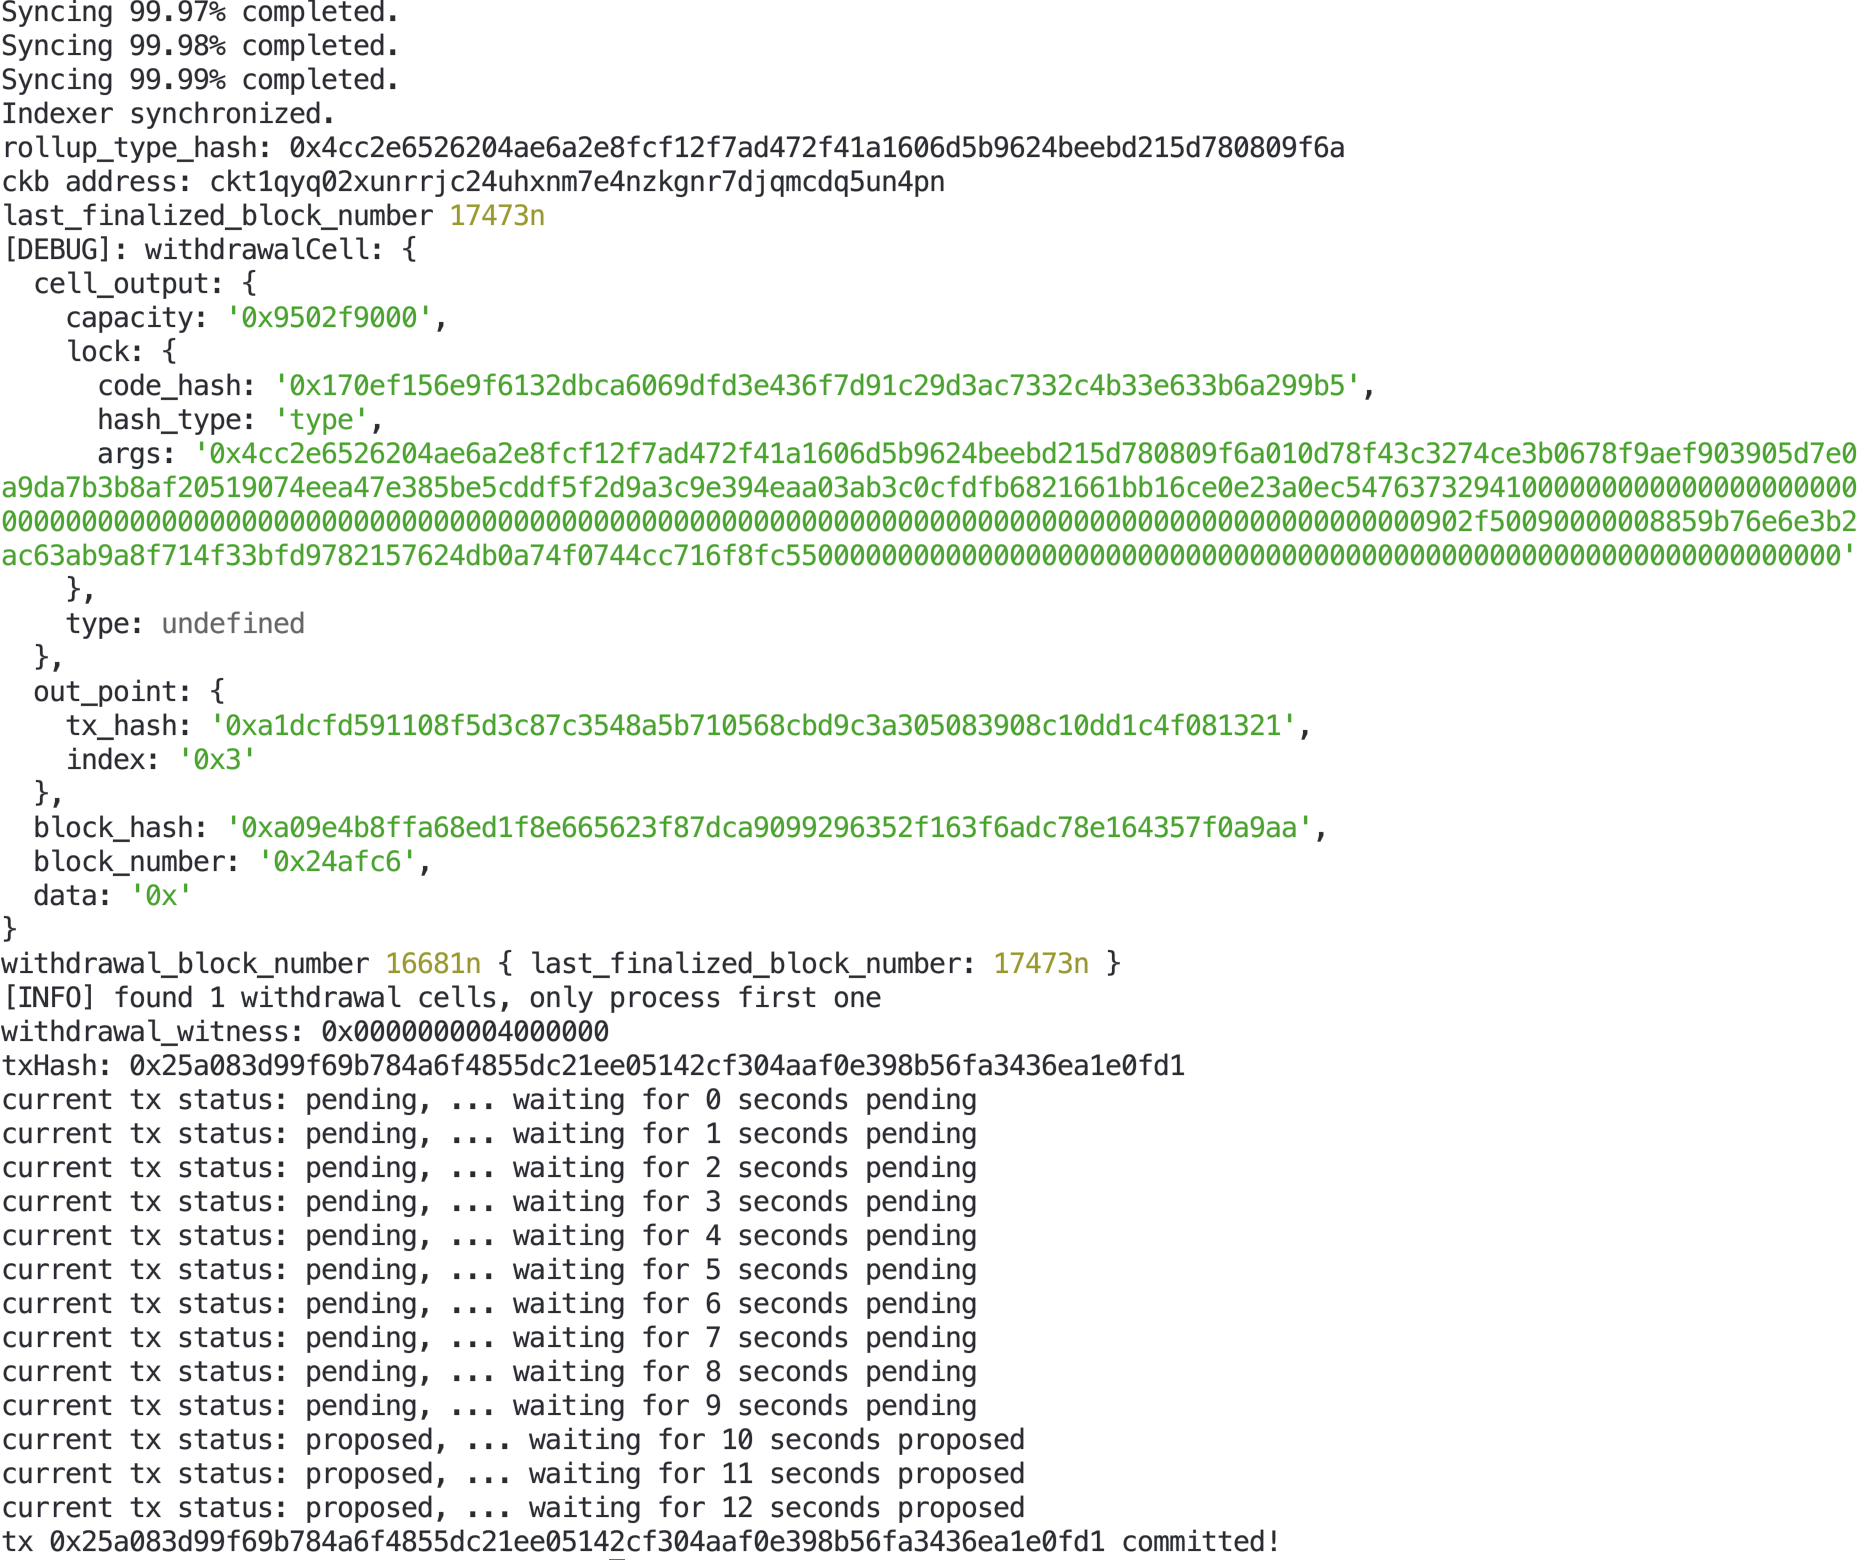 Syncing 99.97% completed.
Syncing 99.98% completed.
Syncing 99.99% completed.
Indexer synchronized.
rollup_type_hash: 0x4cc2e6526204ae6a2e8fcf12f7ad472f41a1606d5b9624beebd215d780809f6a
ckb address: ckt1qyq02xunrrjc24uhxnm7e4nzkgnr7djqmcdq5un4pn
last_finalized_block_number 17473n
[DEBUG]: withdrawalCell: {
  cell_output: {
    capacity: '0x9502f9000',
    lock: {
      code_hash: '0x170ef156e9f6132dbca6069dfd3e436f7d91c29d3ac7332c4b33e633b6a299b5',
      hash_type: 'type',
      args: '0x4cc2e6526204ae6a2e8fcf12f7ad472f41a1606d5b9624beebd215d780809f6a010d78f43c3274ce3b0678f9aef903905d7e0
a9da7b3b8af20519074eea47e385be5cddf5f2d9a3c9e394eaa03ab3c0cfdfb6821661bb16ce0e23a0ec5476373294100000000000000000000
00000000000000000000000000000000000000000000000000000000000000000000000000000000000000000902f50090000008859b76e6e3b2
ac63ab9a8f714f33bfd9782157624db0a74f0744cc716f8fc5500000000000000000000000000000000000000000000000000000000000000000'
    },
    type: undefined
  },
  out_point: {
    tx_hash: '0xa1dcfd591108f5d3c87c3548a5b710568cbd9c3a305083908c10dd1c4f081321',
    index: '0x3'
  },
  block_hash: '0xa09e4b8ffa68ed1f8e665623f87dca9099296352f163f6adc78e164357f0a9aa',
  block_number: '0x24afc6',
  data: '0x'
}
withdrawal_block_number 16681n { last_finalized_block_number: 17473n }
[INFO] found 1 withdrawal cells, only process first one
withdrawal_witness: 0x0000000004000000
txHash: 0x25a083d99f69b784a6f4855dc21ee05142cf304aaf0e398b56fa3436ea1e0fd1
current tx status: pending, ... waiting for 0 seconds pending
current tx status: pending, ... waiting for 1 seconds pending
current tx status: pending, ... waiting for 2 seconds pending
current tx status: pending, ... waiting for 3 seconds pending
current tx status: pending, ... waiting for 4 seconds pending
current tx status: pending, ... waiting for 5 seconds pending
current tx status: pending, ... waiting for 6 seconds pending
current tx status: pending, ... waiting for 7 seconds pending
current tx status: pending, ... waiting for 8 seconds pending
current tx status: pending, ... waiting for 9 seconds pending
current tx status: proposed, ... waiting for 10 seconds proposed
current tx status: proposed, ... waiting for 11 seconds proposed
current tx status: proposed, ... waiting for 12 seconds proposed
tx 0x25a083d99f69b784a6f4855dc21ee05142cf304aaf0e398b56fa3436ea1e0fd1 committed!